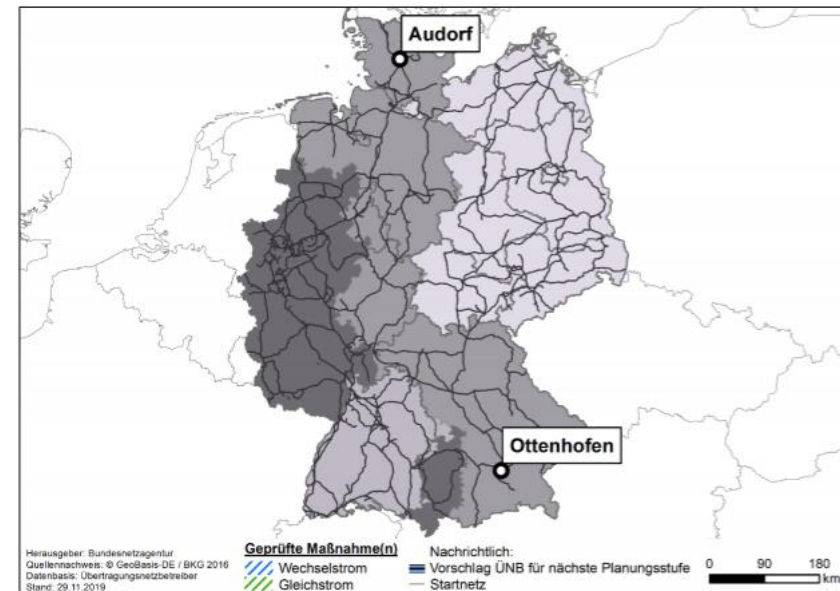 Audorf
Ottenhofen
Herausgeber: Bundesnetzagentur
Quellennachweis: © GeoBasis-DE / BKG 2016
Datenbasis: Übertragungsnetzbetreiber
Stand: 29.11.2019
Geprüfte Maßnahme(n)
Wechselstrom
Gleichstrom
Nachrichtlich:
Vorschlag ÜNB für nächste Planungsstufe
Startnetz
0 90 180
km